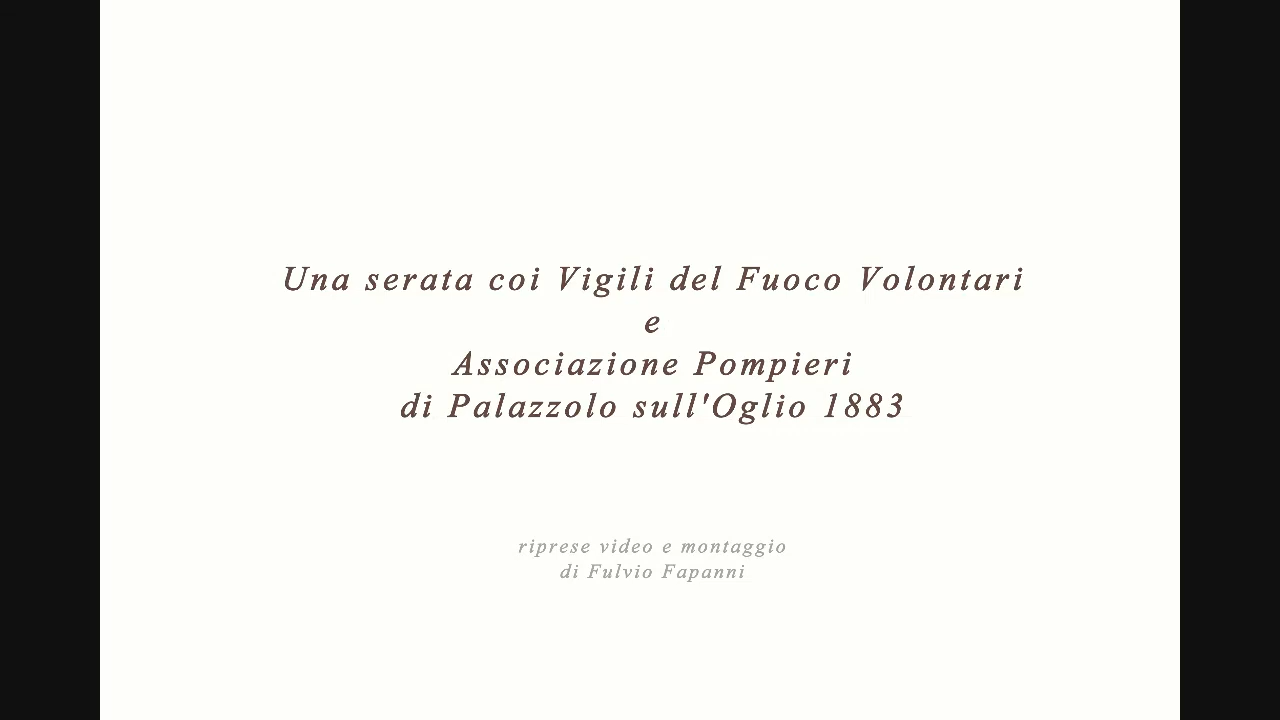 Una serata coi Vigili del Fuoco Volontari
e
Associazione Pompieri
di Palazzolo sull'Oglio 1883
riprese video e montaggio
di Fulvio Fapanni